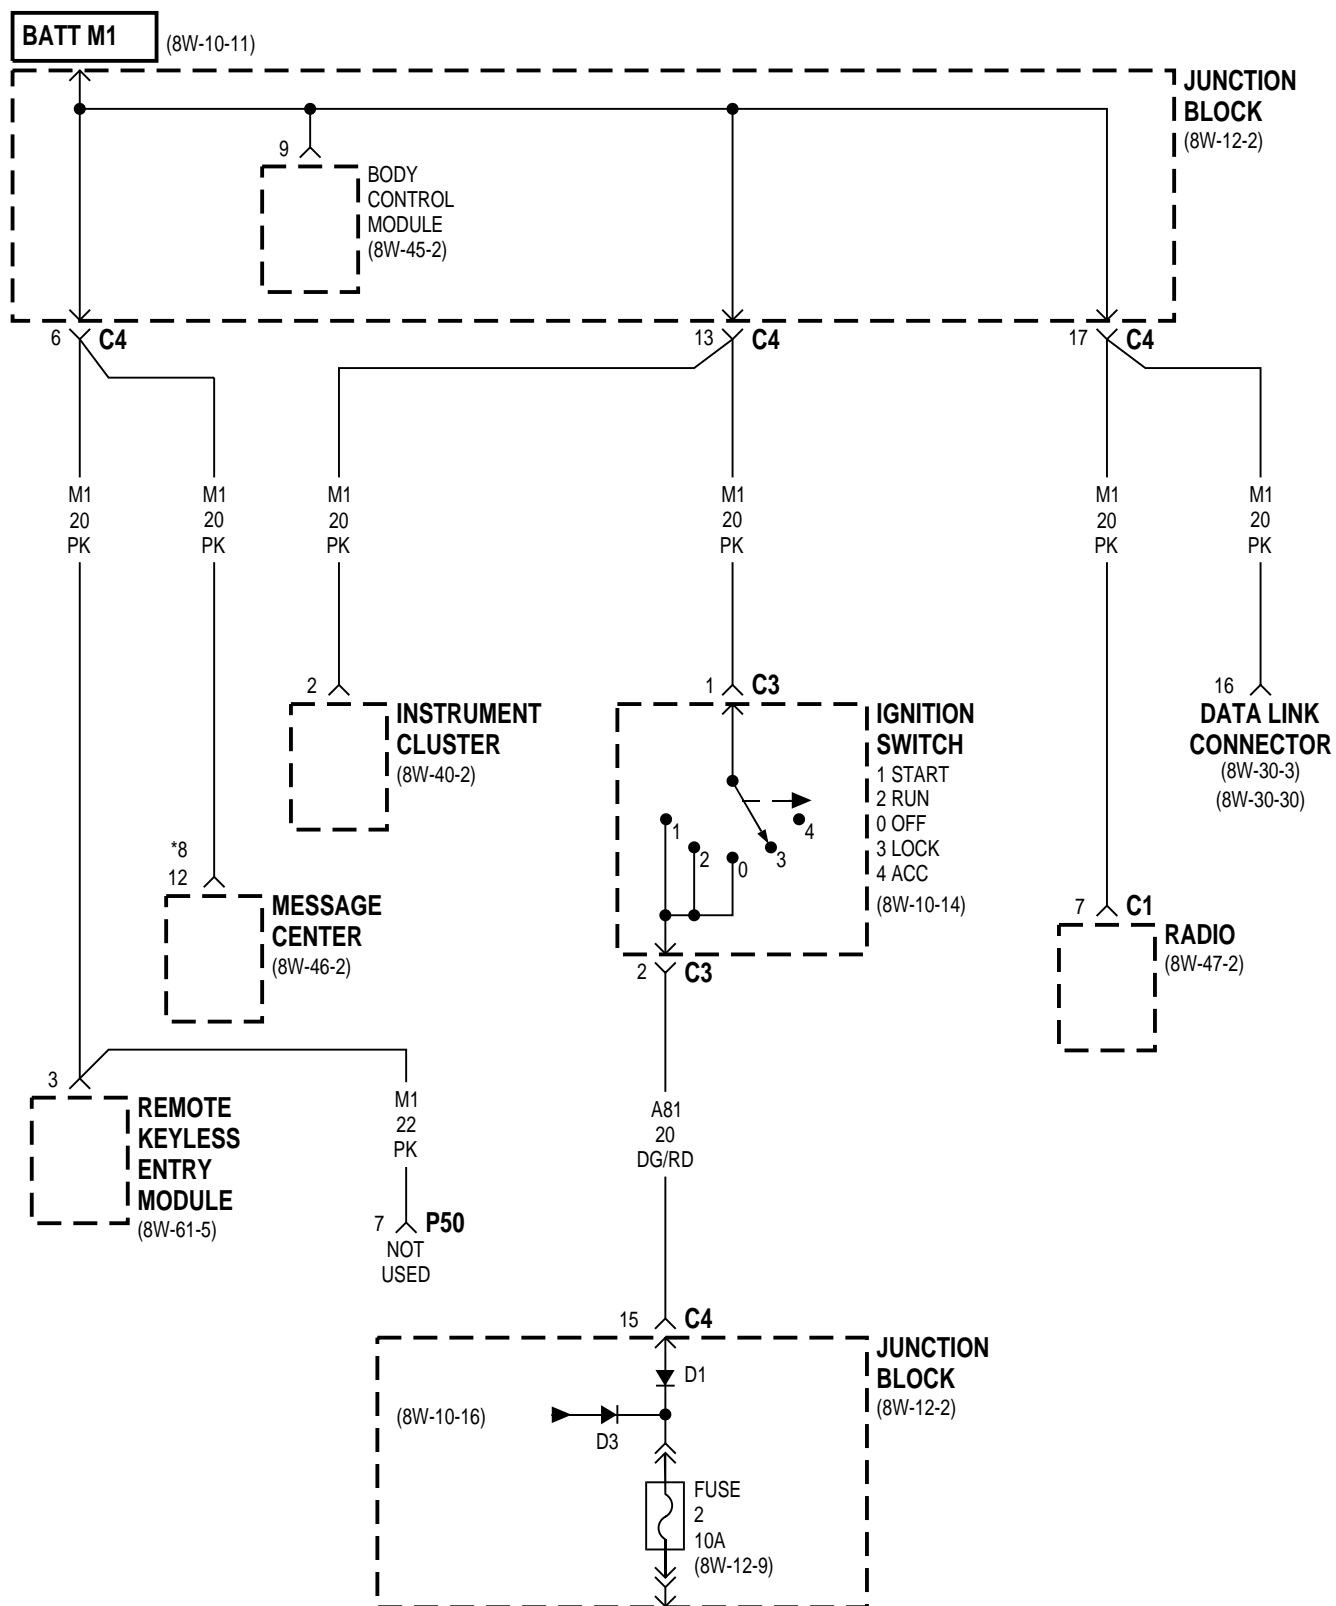 BATT M1
(8W-10-11)
JUNCTION
BLOCK
(8W-12-2)
9
BODY
CONTROL
MODULE
(8W-45-2)
6
C4
13
C4
17
C4
M1
20
PK
M1
20
PK
M1
20
PK
M1
20
PK
M1
20
PK
M1
20
PK
2
INSTRUMENT
CLUSTER
(8W-40-2)
1
C3
IGNITION
SWITCH
1 START
2 RUN
0 OFF
3 LOCK
4 ACC
(8W-10-14)
1
2
0
3
4
2
C3
16
DATA LINK
CONNECTOR
(8W-30-3)
(8W-30-30)
*8
12
MESSAGE
CENTER
(8W-46-2)
7
C1
RADIO
(8W-47-2)
3
REMOTE
KEYLESS
ENTRY
MODULE
(8W-61-5)
M1
22
PK
7
P50
NOT
USED
A81
20
DG/RD
15
C4
JUNCTION
BLOCK
(8W-12-2)
D1
(8W-10-16)
D3
FUSE
2
10A
(8W-12-9)